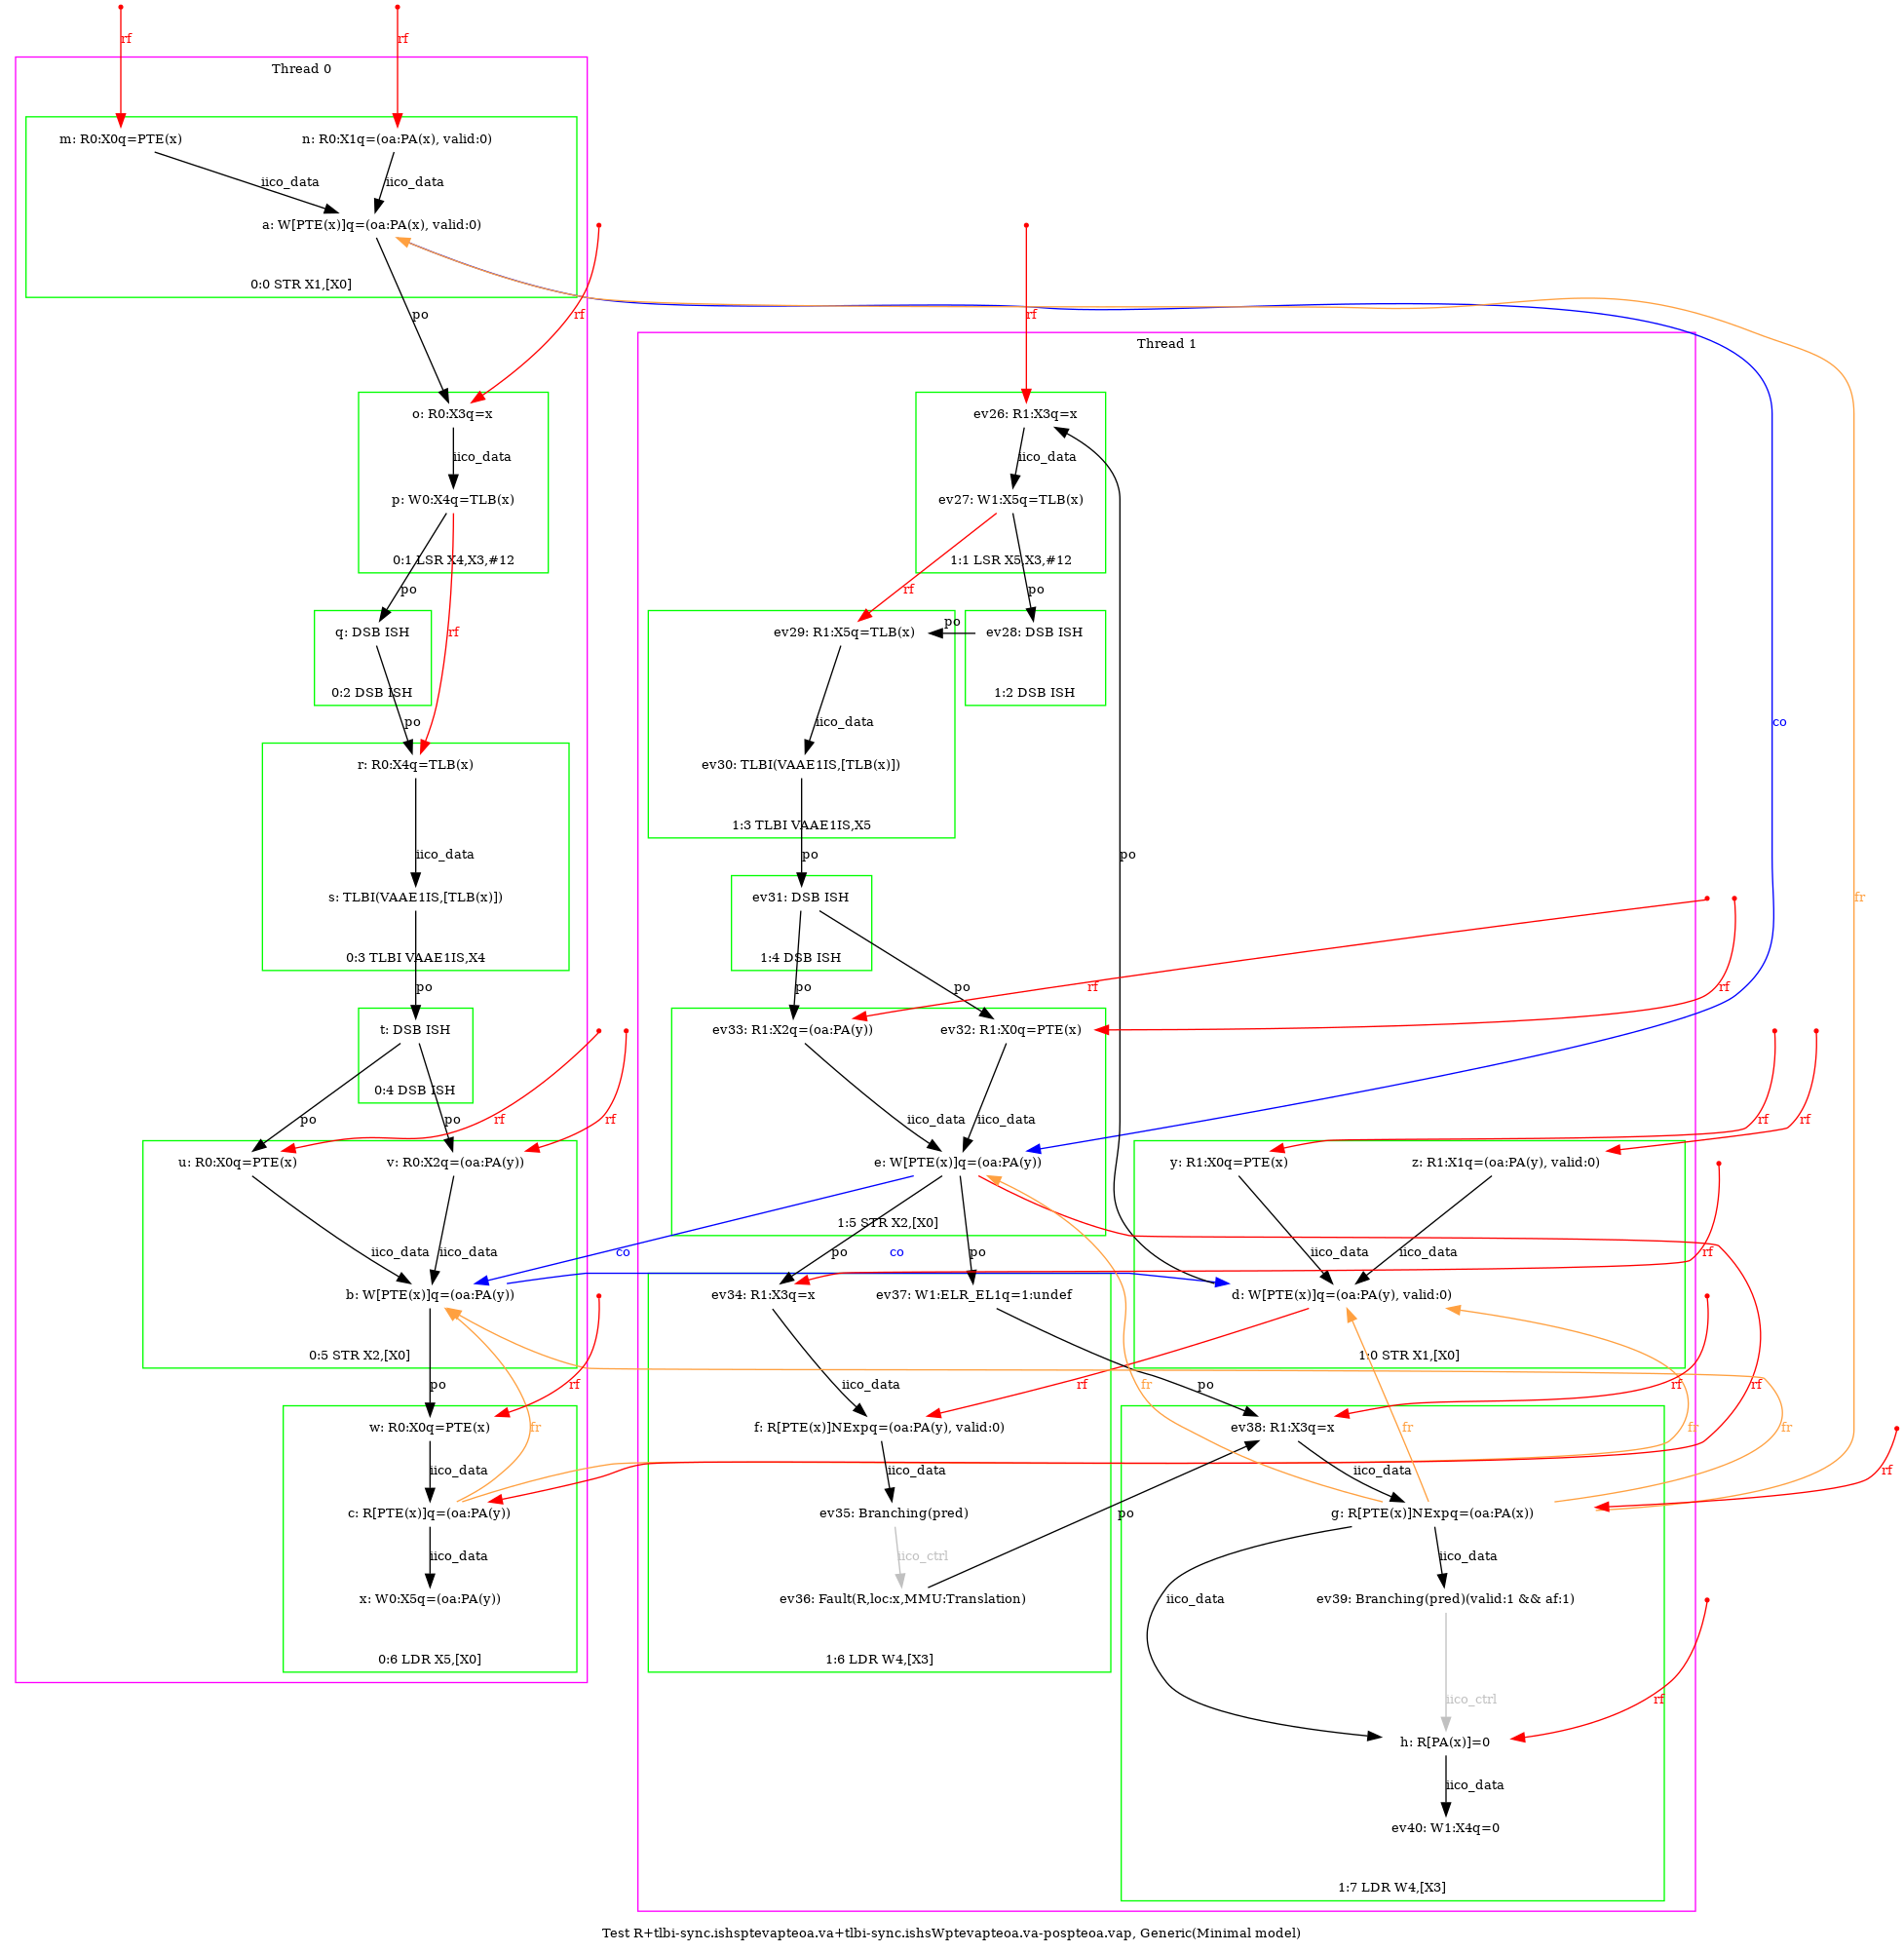 rf
rf
Thread 0
m: R0:X0q=PTE(x)
n: R0:X1q=(oa:PA(x), valid:0)
iico_data
iico_data
a: W[PTE(x)]q=(oa:PA(x), valid:0)
0:0 STR X1,[X0]
po
rf
rf
Thread 1
o: R0:X3q=x
iico_data
p: W0:X4q=TLB(x)
0:1 LSR X4,X3,#12
ev26: R1:X3q=x
iico_data
ev27: W1:X5q=TLB(x)
1:1 LSR X5,X3,#12
po
rf
po
q: DSB ISH
rf
0:2 DSB ISH
po
ev29: R1:X5q=TLB(x)
po
ev28: DSB ISH
1:2 DSB ISH
iico_data
co
r: R0:X4q=TLB(x)
ev30: TLBI(VAAE1IS,[TLB(x)])
1:3 TLBI VAAE1IS,X5
iico_data
po
po
s: TLBI(VAAE1IS,[TLB(x)])
ev31: DSB ISH
fr
0:3 TLBI VAAE1IS,X4
1:4 DSB ISH
po
po
po
rf
rf
t: DSB ISH
ev33: R1:X2q=(oa:PA(y))
ev32: R1:X0q=PTE(x)
0:4 DSB ISH
po
po
rf
rf
iico_data
iico_data
rf
rf
u: R0:X0q=PTE(x)
v: R0:X2q=(oa:PA(y))
e: W[PTE(x)]q=(oa:PA(y))
y: R1:X0q=PTE(x)
z: R1:X1q=(oa:PA(y), valid:0)
1:5 STR X2,[X0]
iico_data
iico_data
co
po
co
po
iico_data
iico_data
rf
b: W[PTE(x)]q=(oa:PA(y))
ev34: R1:X3q=x
ev37: W1:ELR_EL1q=1:undef
d: W[PTE(x)]q=(oa:PA(y), valid:0)
0:5 STR X2,[X0]
1:0 STR X1,[X0]
po
rf
iico_data
rf
fr
po
rf
rf
w: R0:X0q=PTE(x)
fr
f: R[PTE(x)]NExpq=(oa:PA(y), valid:0)
ev38: R1:X3q=x
fr
fr
fr
iico_data
iico_data
iico_data
rf
c: R[PTE(x)]q=(oa:PA(y))
ev35: Branching(pred)
po
g: R[PTE(x)]NExpq=(oa:PA(x))
iico_data
iico_ctrl
iico_data
x: W0:X5q=(oa:PA(y))
ev36: Fault(R,loc:x,MMU:Translation)
iico_data
ev39: Branching(pred)(valid:1 && af:1)
0:6 LDR X5,[X0]
1:6 LDR W4,[X3]
iico_ctrl
rf
h: R[PA(x)]=0
iico_data
ev40: W1:X4q=0
1:7 LDR W4,[X3]
Test R+tlbi-sync.ishsptevapteoa.va+tlbi-sync.ishsWptevapteoa.va-pospteoa.vap, Generic(Minimal model)